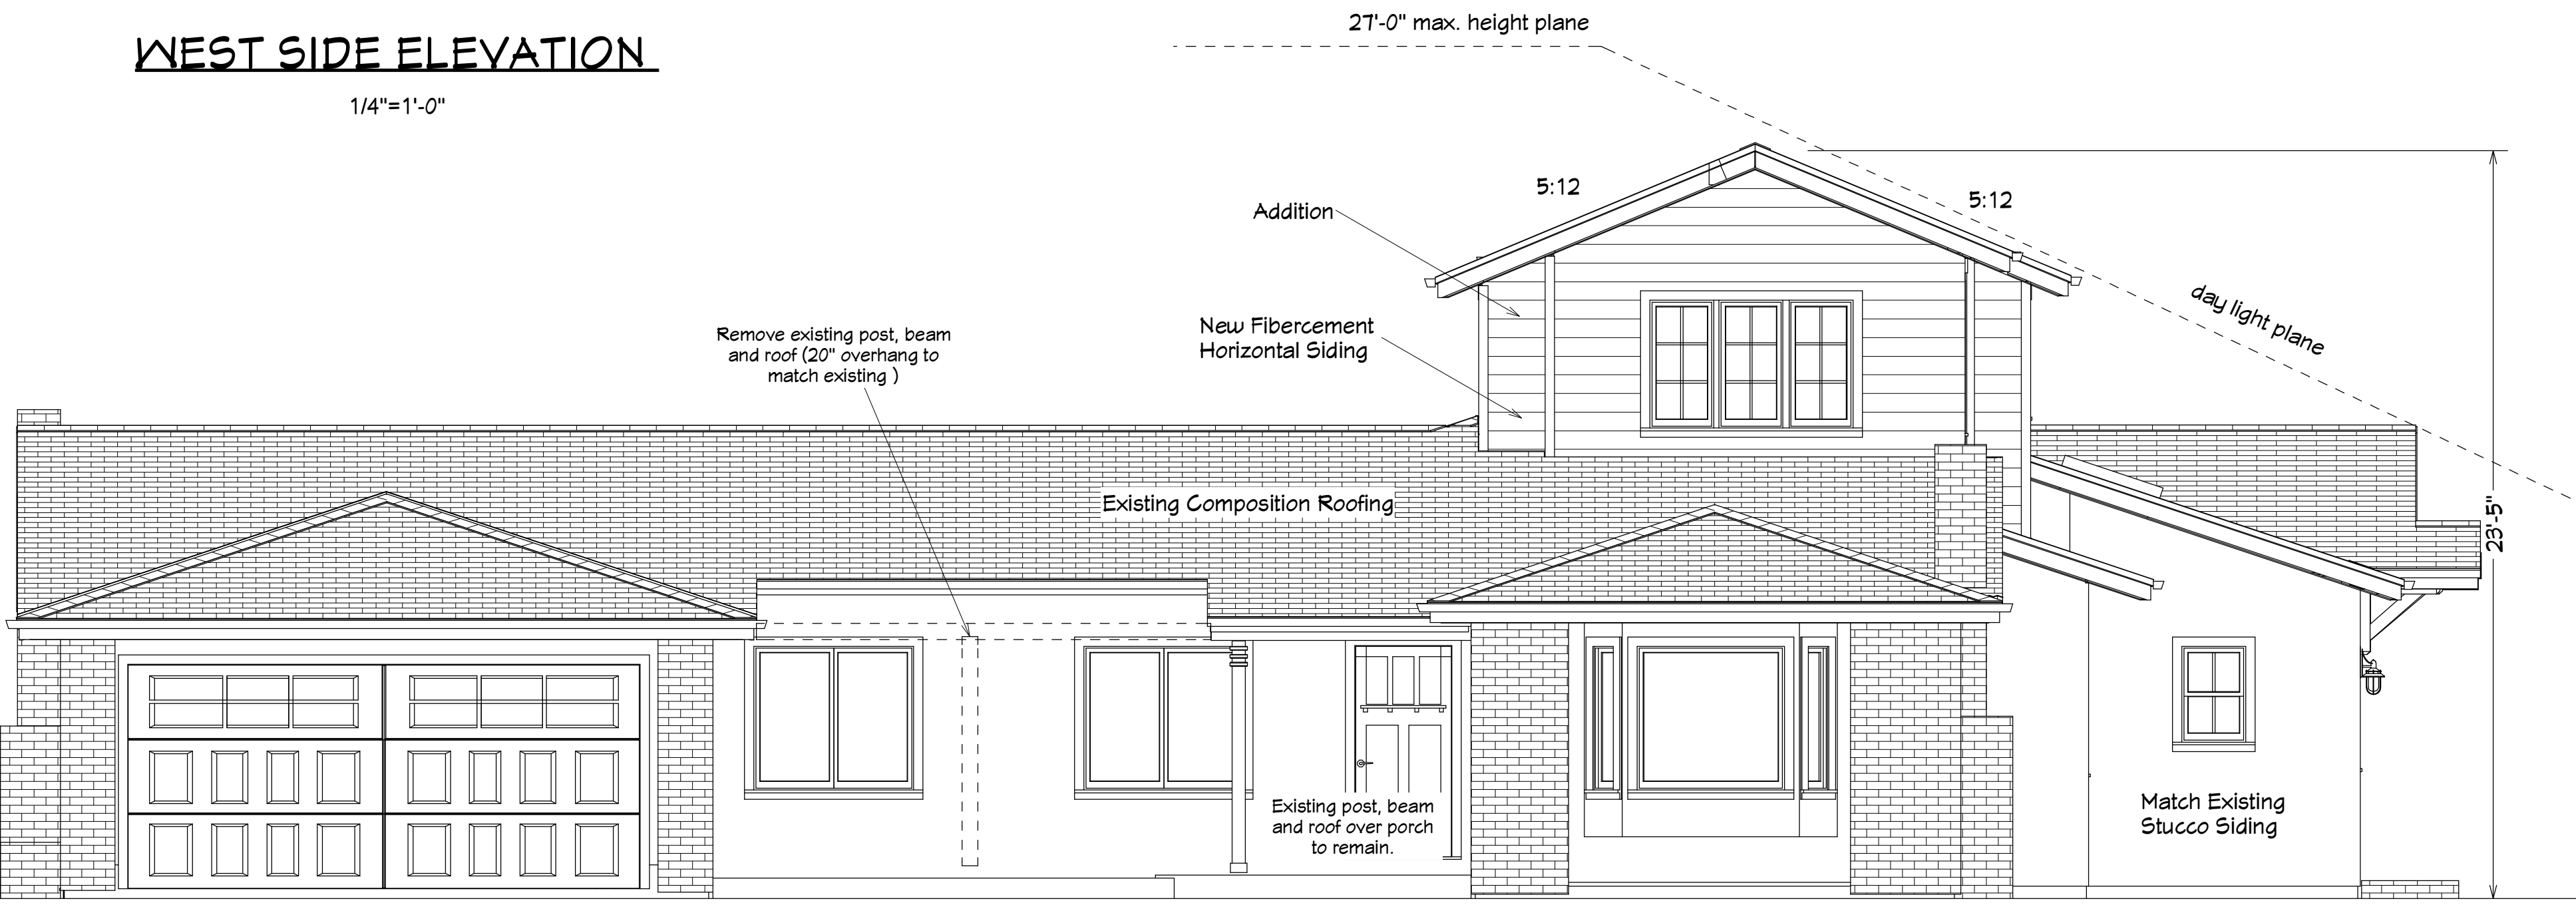 WEST SIDE ELEVATION
1/4"=1'-0"
27'-0" max. height plane
5:12
5:12
Addition
day light plane
New Fibercement
Horizontal Siding
Remove existing post, beam
and roof (20" overhang to
match existing )
Existing Composition Roofing
23'-5"
Existing post, beam
and roof over porch
to remain.
Match Existing
Stucco Siding